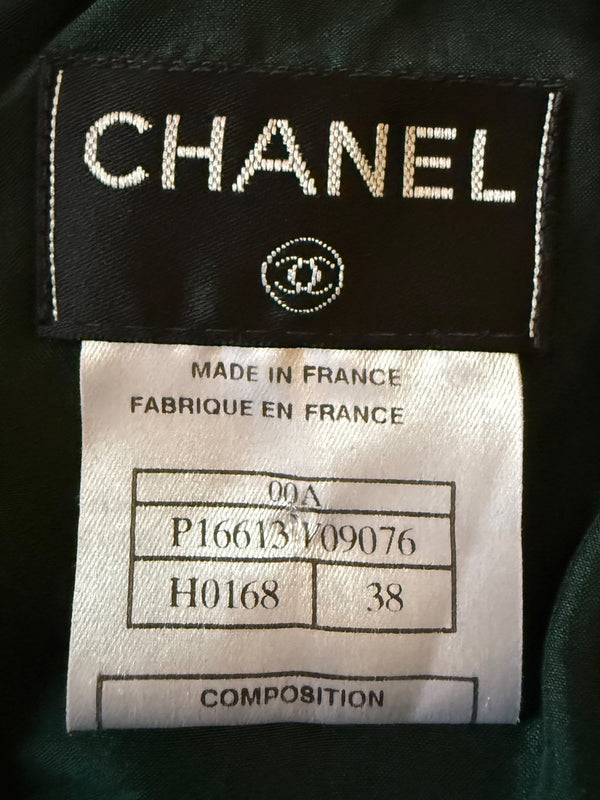 CHANEL
MADE IN FRANCE
FABRIQUE EN FRANCE
00A
P16613 V09076
H0168 38
COMPOSITION